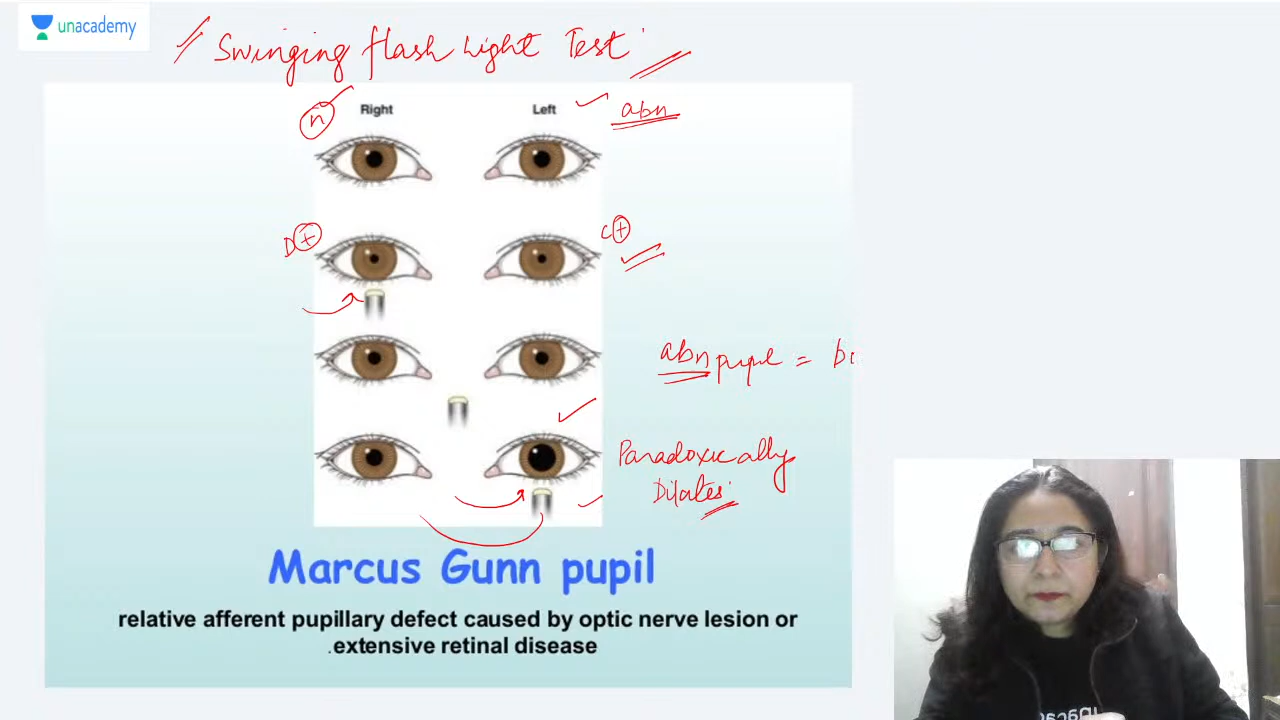 unacademy
Swinging flash Light Test
n
Right
Left
abn
D+
C+
abn pupil =
Paradoxically
Dilates
Marcus Gunn pupil
relative afferent pupillary defect caused by optic nerve lesion or
.extensive retinal disease